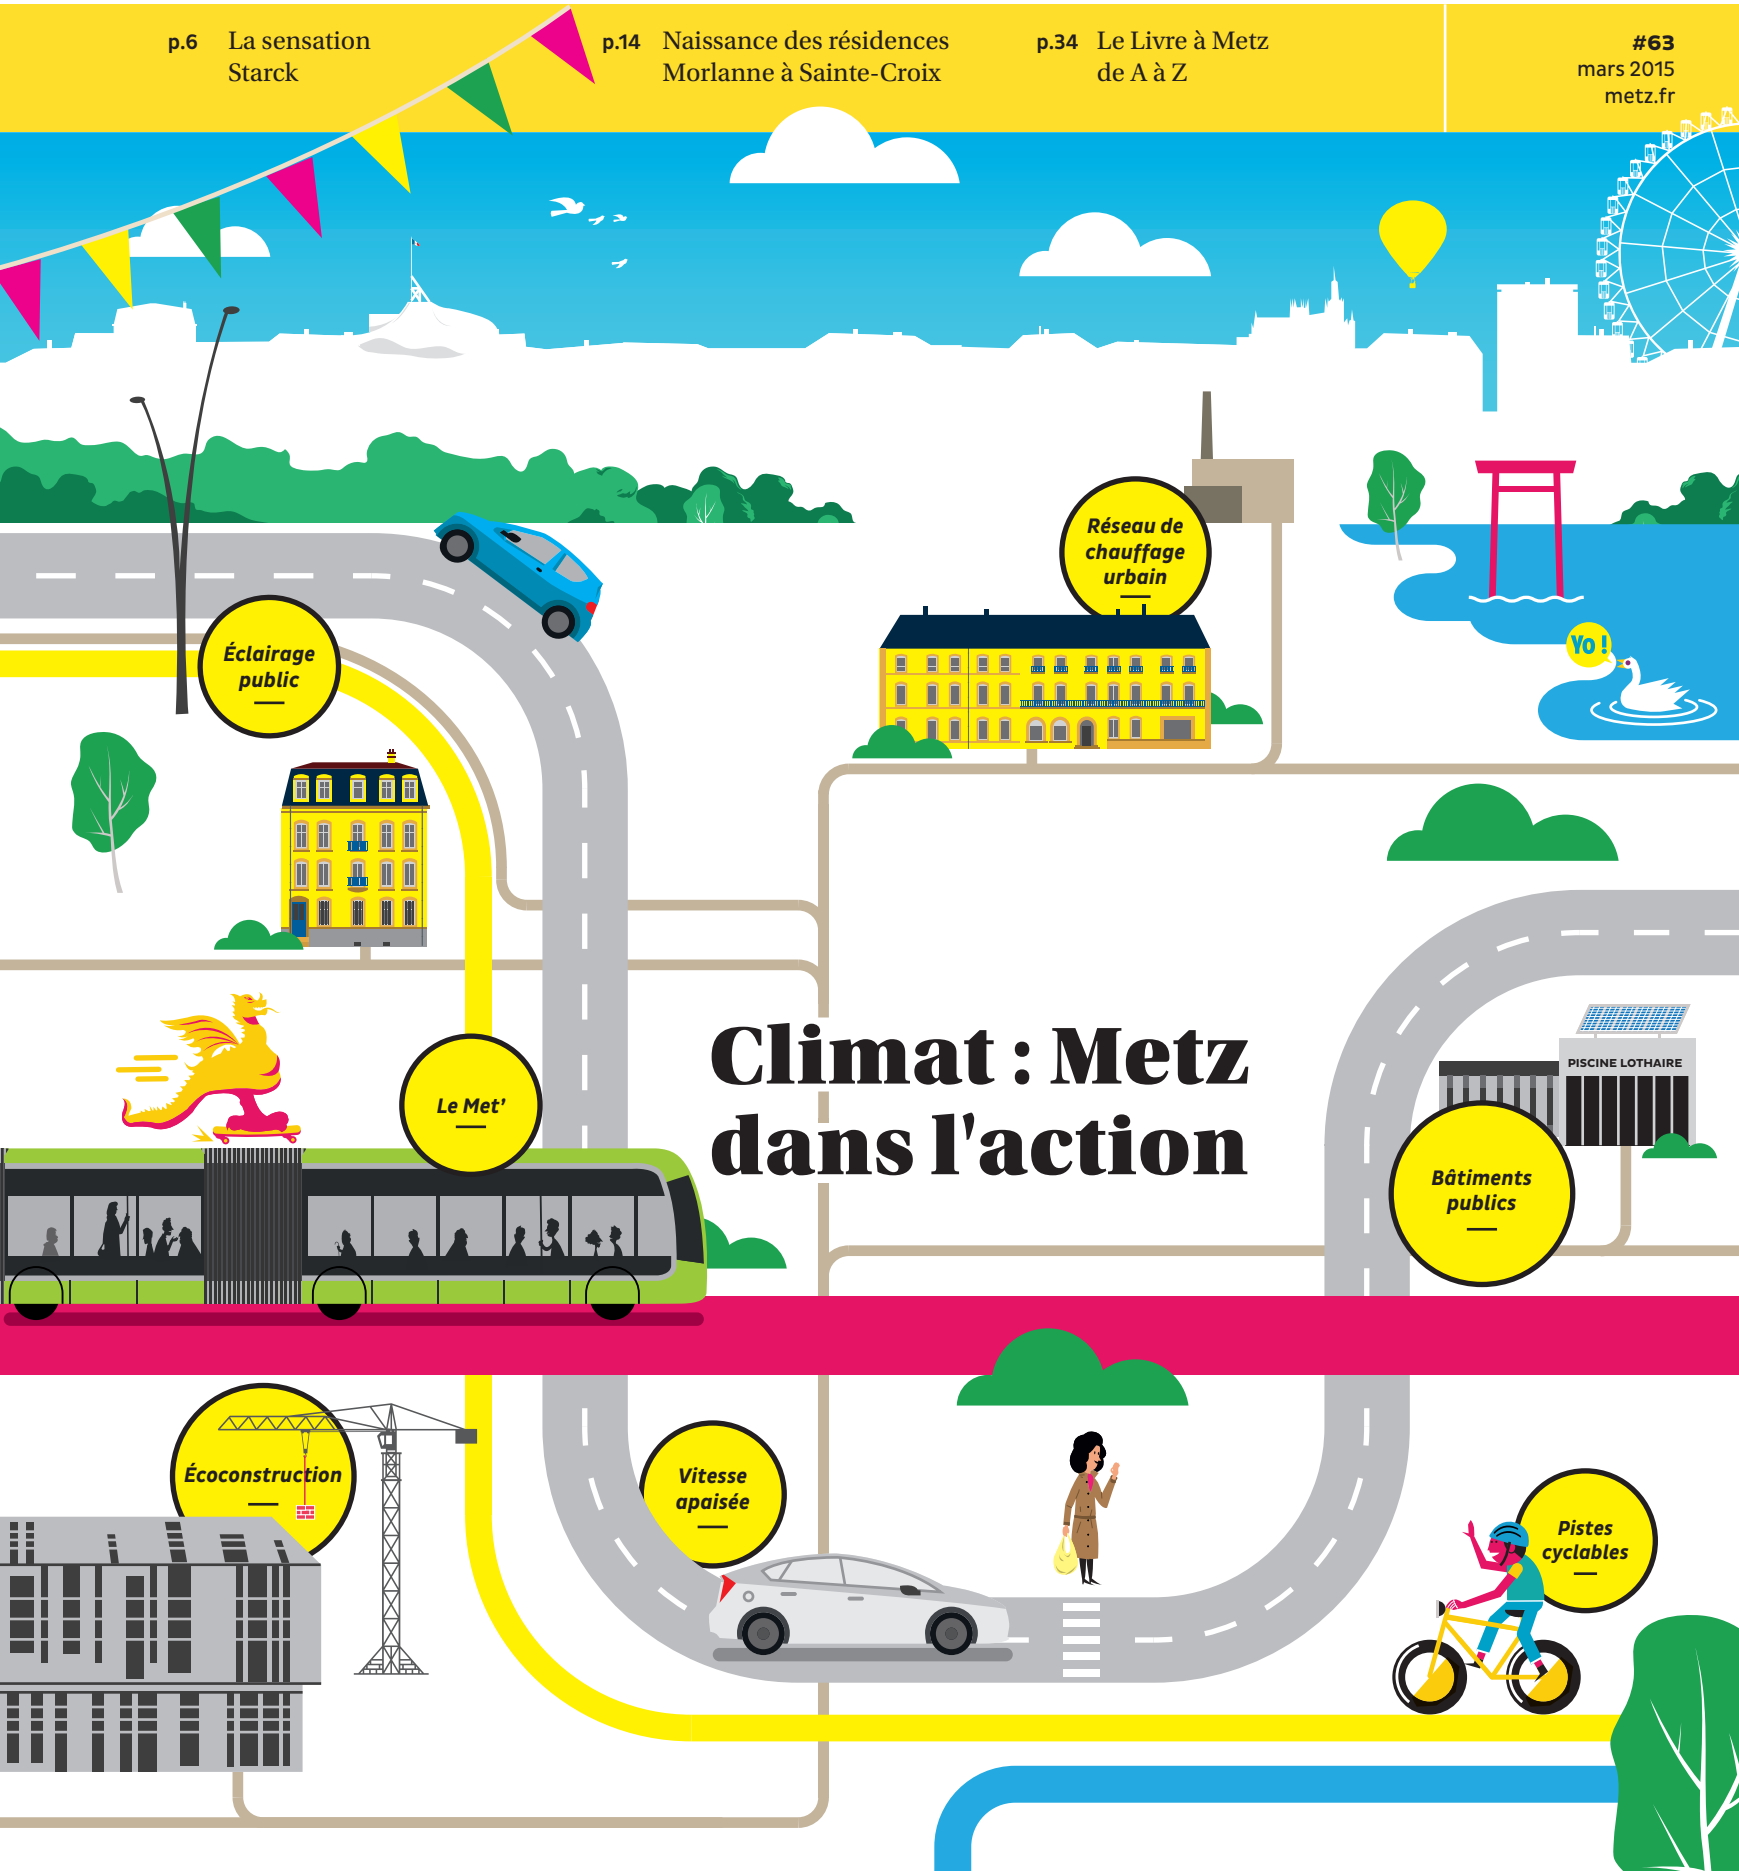 p.6 La sensation
Starck
p.14 Naissance des résidences
Morlanne à Sainte-Croix
p.34 Le Livre à Metz
de A à Z
#63
mars 2015
metz.fr
Réseau de
chauffage
urbain
Yo !
Éclairage
public
Climat : Metz
dans l'action
PISCINE LOTHAIRE
Le Met’
Bâtiments
publics
Écoconstruction
Vitesse
apaisée
Pistes
cyclables